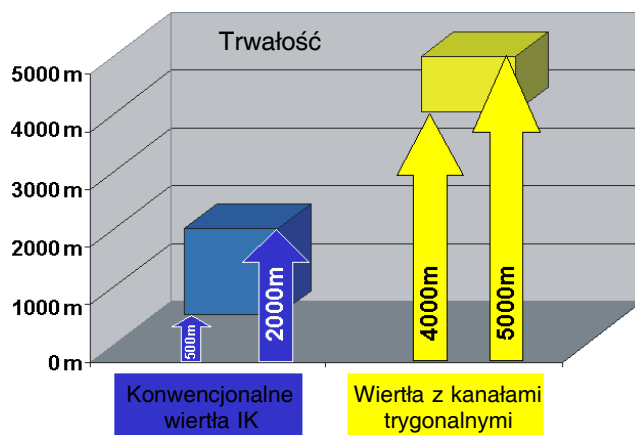 Trwałość
5000 m
4000 m
3000 m
2000 m
1000 m
0 m
500m
2000m
4000m
5000m
Konwencjonalne
wiertła IK
Wiertła z kanałami
trygonalnymi